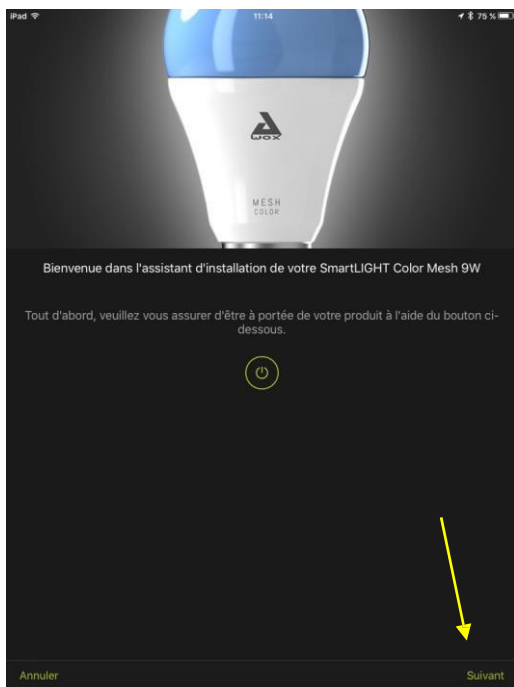 iPad 11:14 75 %
AWOX
MESH
COLOR
Bienvenue dans l'assistant d'installation de votre SmartLIGHT Color Mesh 9W
Tout d'abord, veuillez vous assurer d'être à portée de votre produit à l'aide du bouton ci-
dessous.
Annuler Suivant